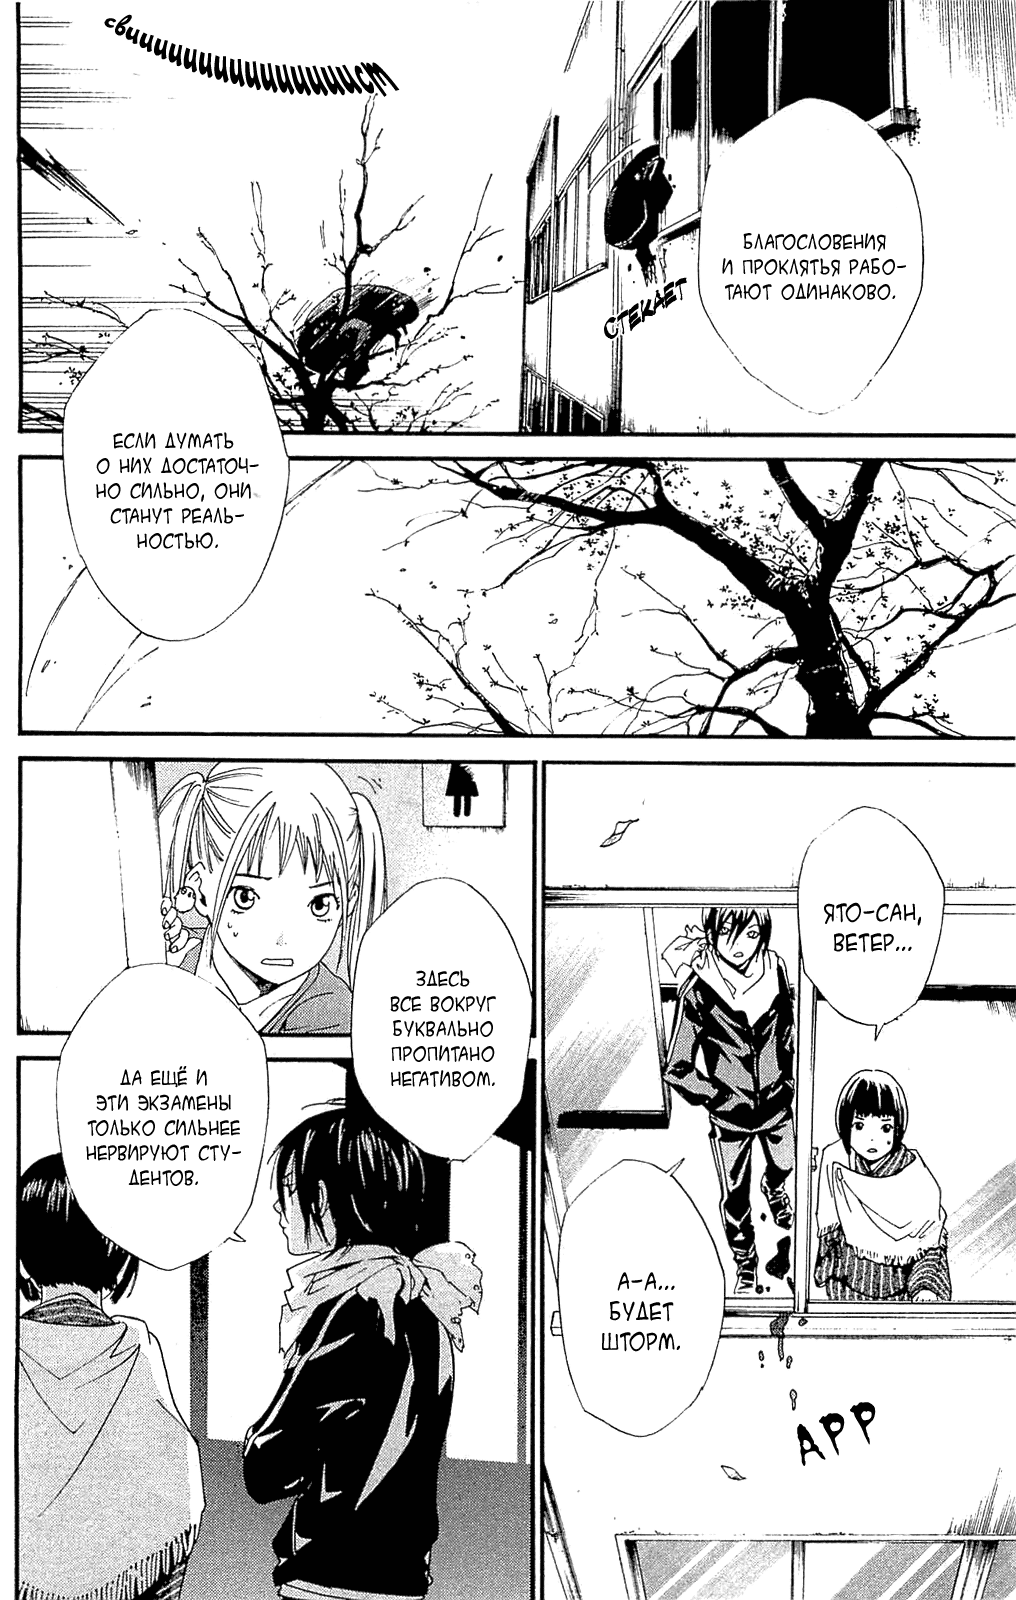 БЛАГОСЛОВЕНИЯ
И ПРОКЛЯТЬЯ РАБО-
ТАЮТ ОДИНАКОВО.
СТЕКАЕТ
свииииииииииииииииист
ЕСЛИ ДУМАТЬ
О НИХ ДОСТАТОЧ-
НО СИЛЬНО, ОНИ
СТАНУТ РЕАЛЬ-
НОСТЬЮ.
ЯТО-САН,
ВЕТЕР...
А-А...
БУДЕТ
ШТОРМ.
АРР
ЗДЕСЬ
ВСЕ ВОКРУГ
БУКВАЛЬНО
ПРОПИТАНО
НЕГАТИВОМ.
ДА ЕЩЁ И
ЭТИ ЭКЗАМЕНЫ
ТОЛЬКО СИЛЬНЕЕ
НЕРВИРУЮТ СТУ-
ДЕНТОВ.